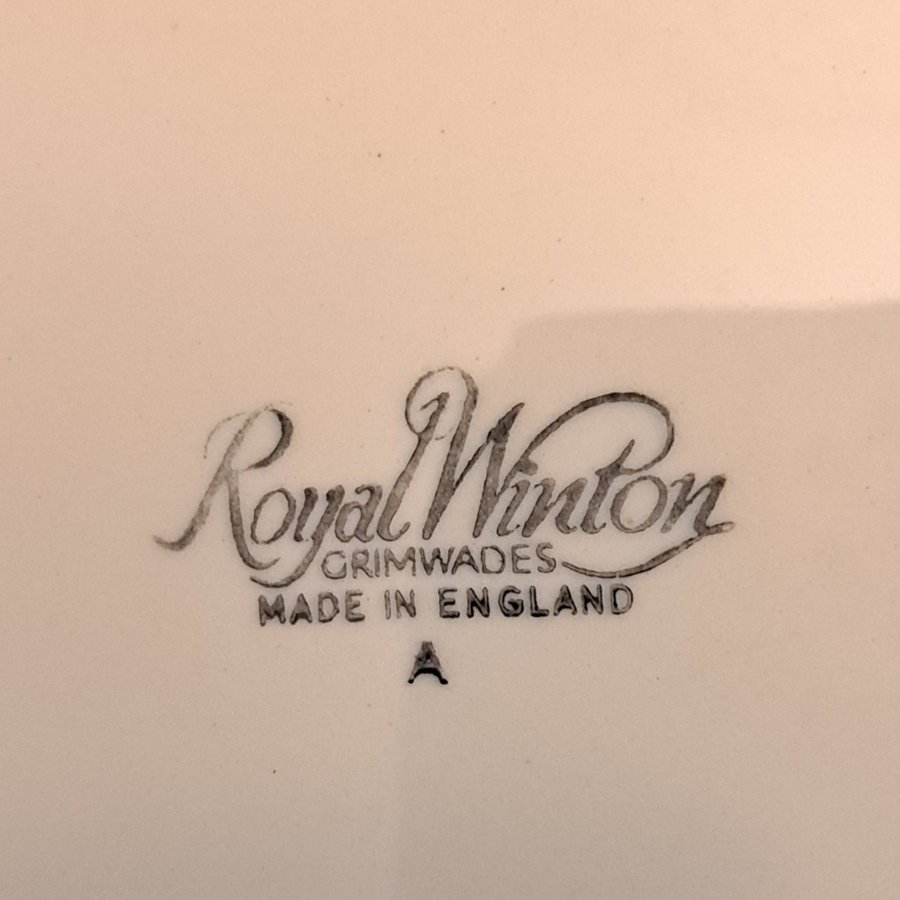 Royal Winton
GRIMWADES
MADE IN ENGLAND
A